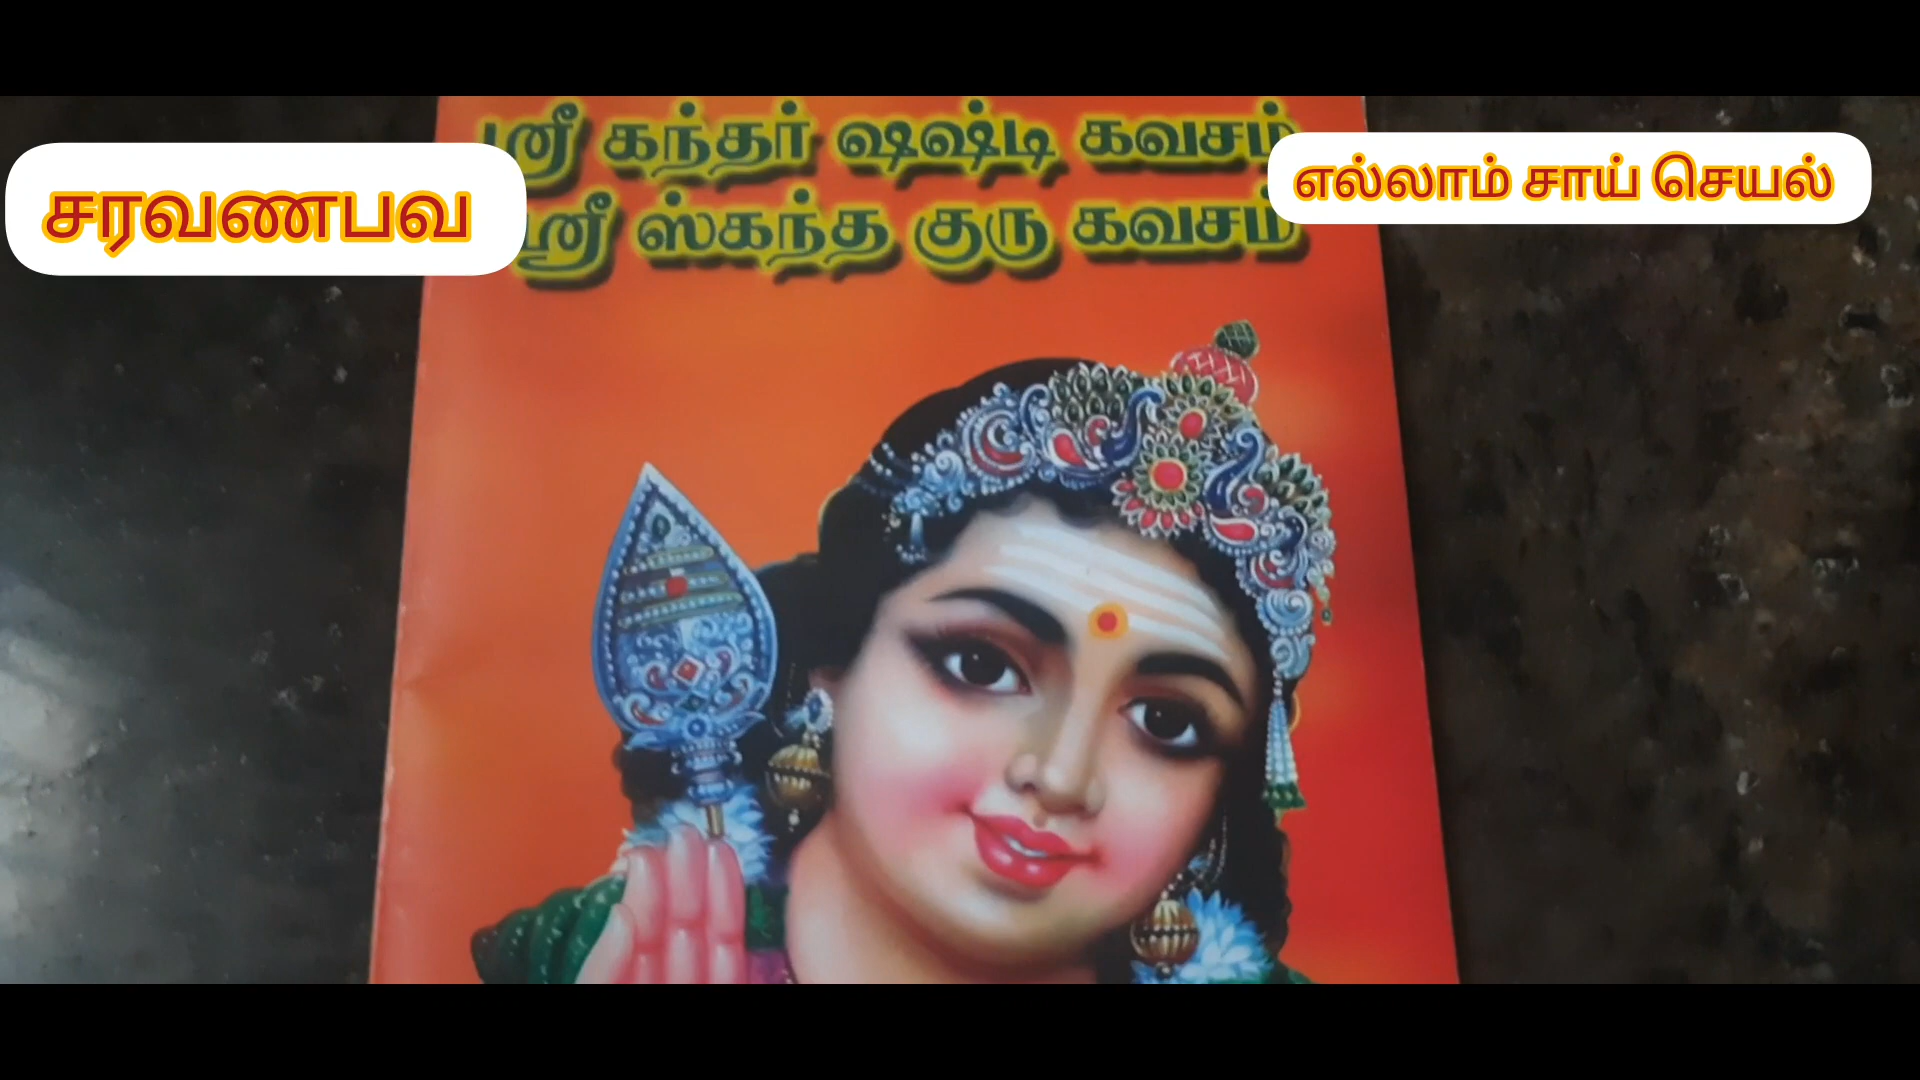 ஸ்ரீ கந்தர் ஷஷ்டி கவசம்
ஸ்ரீ ஸ்கந்த குரு கவசம்
சரவணபவ
எல்லாம் சாய் செயல்